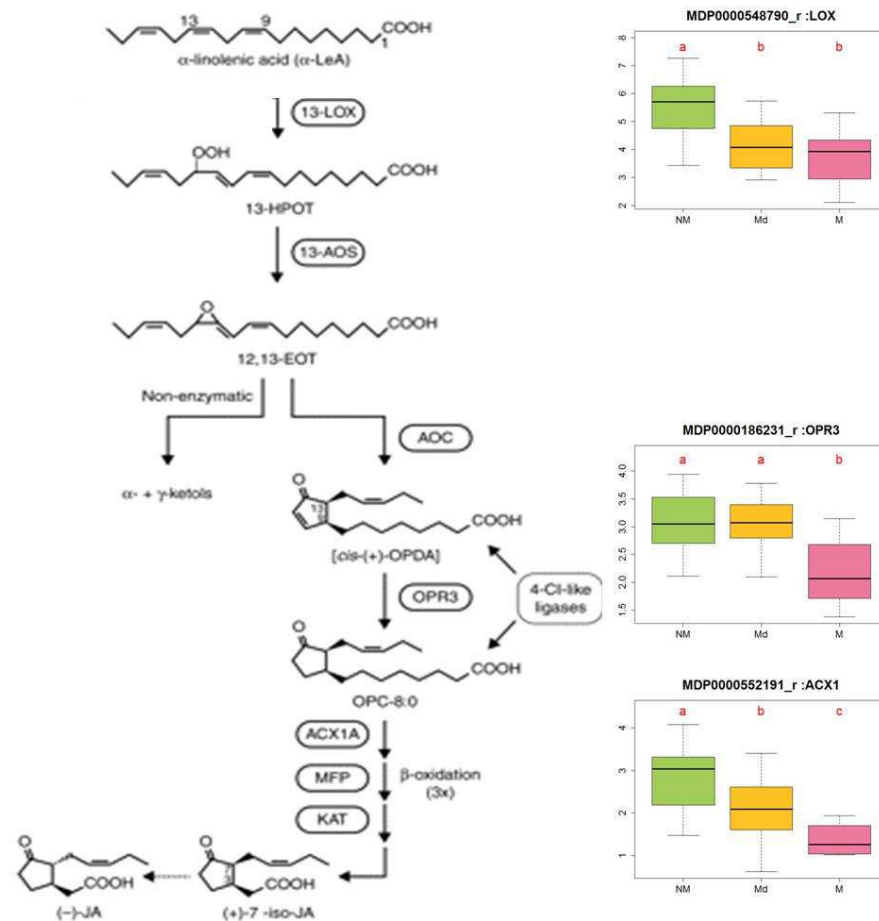 13
9
COOH
1
α-linolenic acid (α-LeA)
13-LOX
OOH
COOH
13-HPOT
13-AOS
O
COOH
12,13-EOT
Non-enzymatic
AOC
α- + γ-ketols
O
13
COOH
[cis-(+)-OPDA]
OPR3
4-Cl-like
ligases
O
COOH
OPC-8:0
ACX1A
MFP
β-oxidation
(3x)
KAT
O
COOH
(−)-JA
O
7
3
COOH
(+)-7 -iso-JA
MDP0000548790_r :LOX
a b b
8
7
6
5
4
3
2
NM Md M
MDP0000186231_r :OPR3
a a b
4.0
3.5
3.0
2.5
2.0
1.5
NM Md M
MDP0000552191_r :ACX1
a b c
4
3
2
1
NM Md M